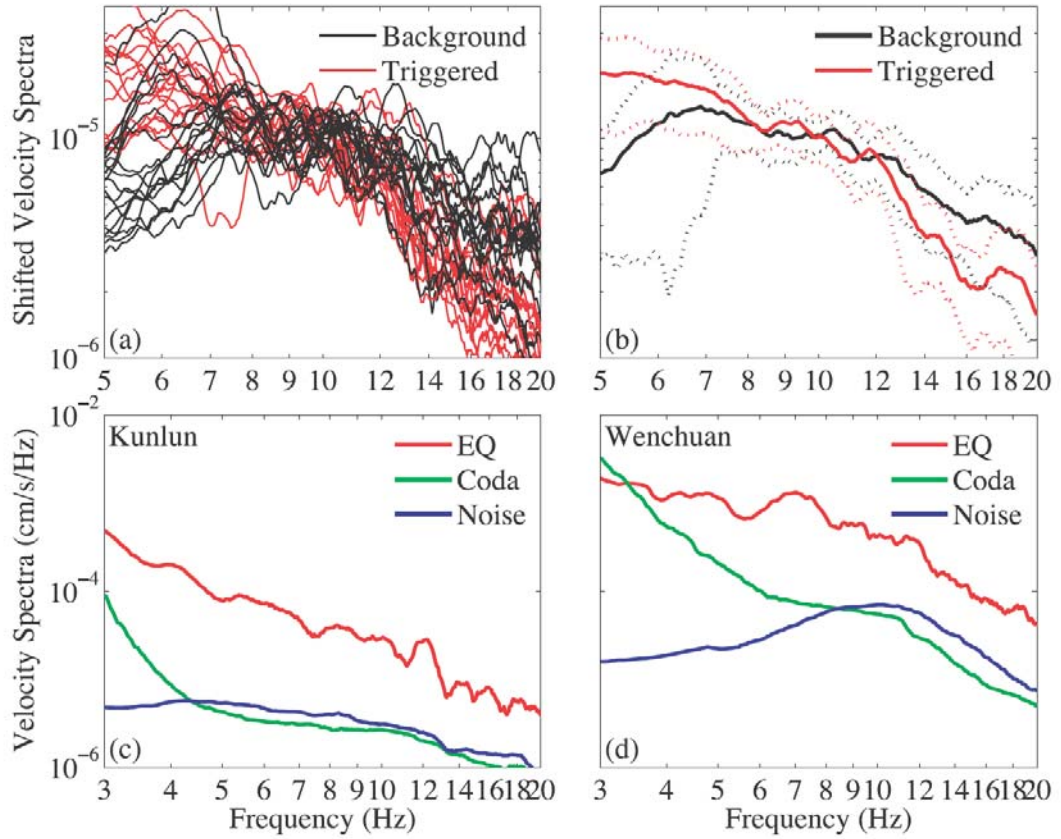 Background
Triggered
Shifted Velocity Spectra
10−5
10−6
(a)
5 6 7 8 9 10 12 14 16 18 20
Background
Triggered
(b)
5 6 7 8 9 10 12 14 16 18 20
Kunlun
EQ
Coda
Noise
Velocity Spectra (cm/s/Hz)
10−2
10−4
10−6
(c)
3 4 5 6 7 8 9 10 12 14 16 18 20
Frequency (Hz)
Wenchuan
EQ
Coda
Noise
(d)
3 4 5 6 7 8 9 10 12 14 16 18 20
Frequency (Hz)